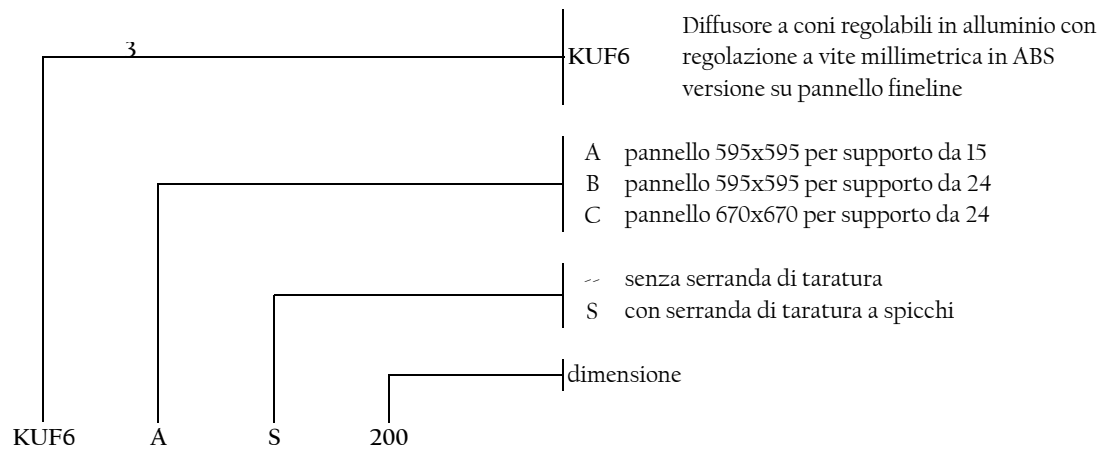 Diffusore a coni regolabili in alluminio con
3
KUF6 regolazione a vite millimetrica in ABS
versione su pannello fineline
A pannello 595x595 per supporto da 15
B pannello 595x595 per supporto da 24
C pannello 670x670 per supporto da 24
-- senza serranda di taratura
S con serranda di taratura a spicchi
dimensione
KUF6 A S 200